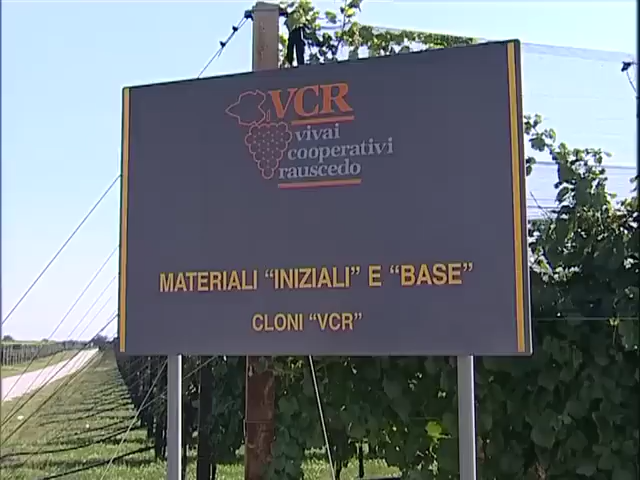 VCR
vivai
cooperativi
rauscedo
MATERIALI “INIZIALI” E “BASE”
CLONI “VCR”